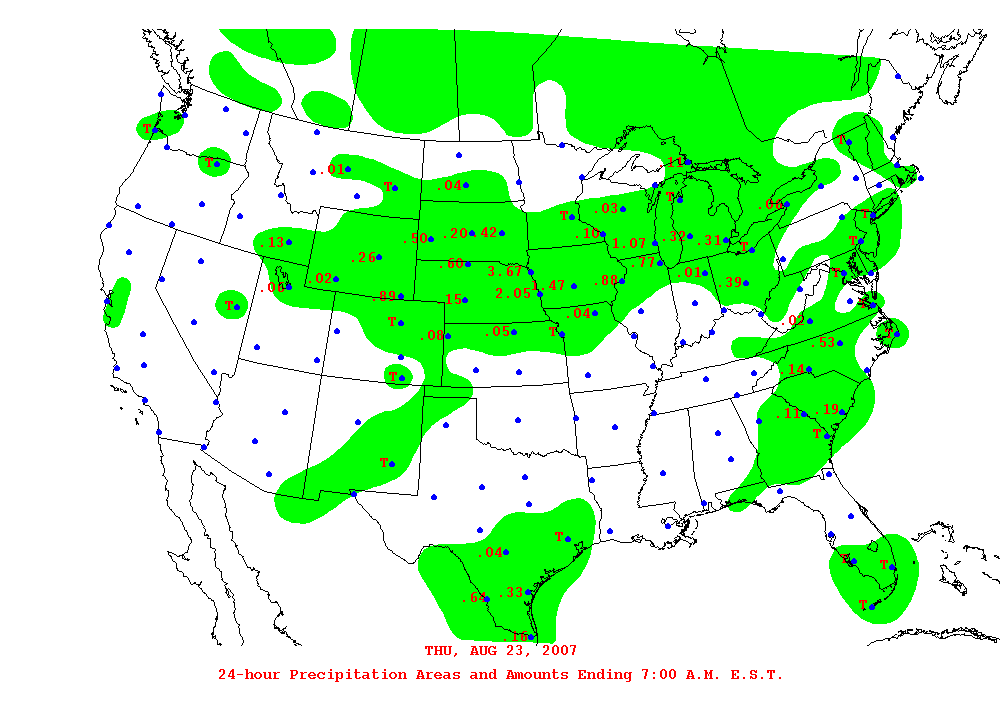 T
T
.11
T
.01
T
.04
T
.06
T
.03
T
.50
.20
.42
.10
1.07
.32
.31
T
T
.13
.26
.60
3.67
.77
.01
T
.02
1.47
.88
.39
.89
.15
2.05
T
T
.04
.02
T
.08
.05
T
T
.53
.14
T
.11
.19
T
T
T
.04
T
T
.64
.33
T
.16
THU, AUG 23, 2007
24-hour Precipitation Areas and Amounts Ending 7:00 A.M. E.S.T.